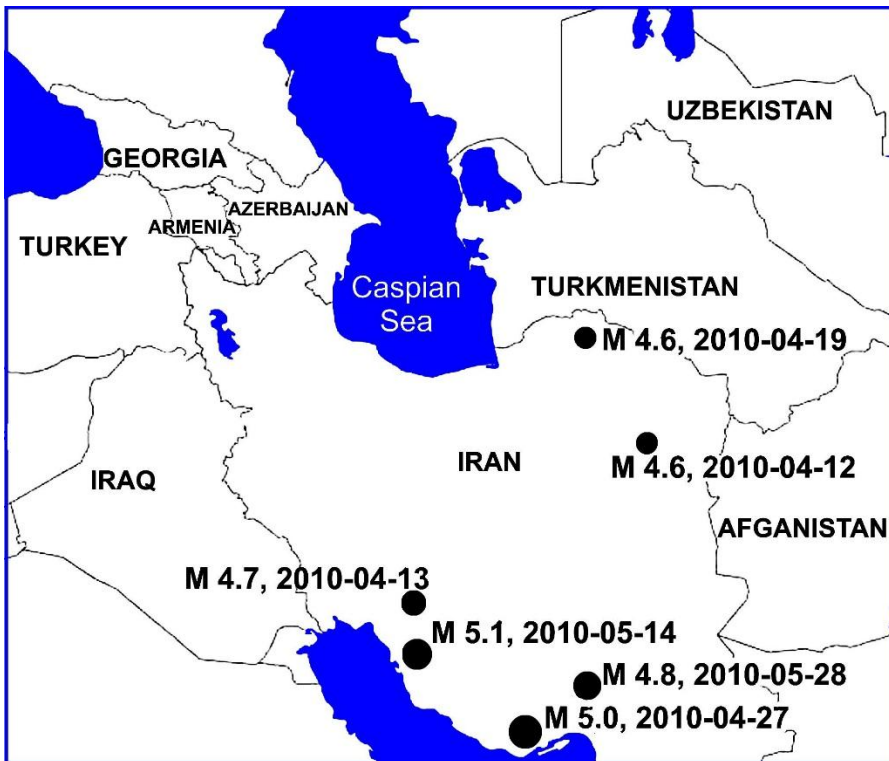 UZBEKISTAN
GEORGIA
ARMENIA
AZERBAIJAN
TURKEY
Caspian
Sea
TURKMENISTAN
M 4.6, 2010-04-19
IRAN
M 4.6, 2010-04-12
IRAQ
AFGANISTAN
M 4.7, 2010-04-13
M 5.1, 2010-05-14
M 4.8, 2010-05-28
M 5.0, 2010-04-27